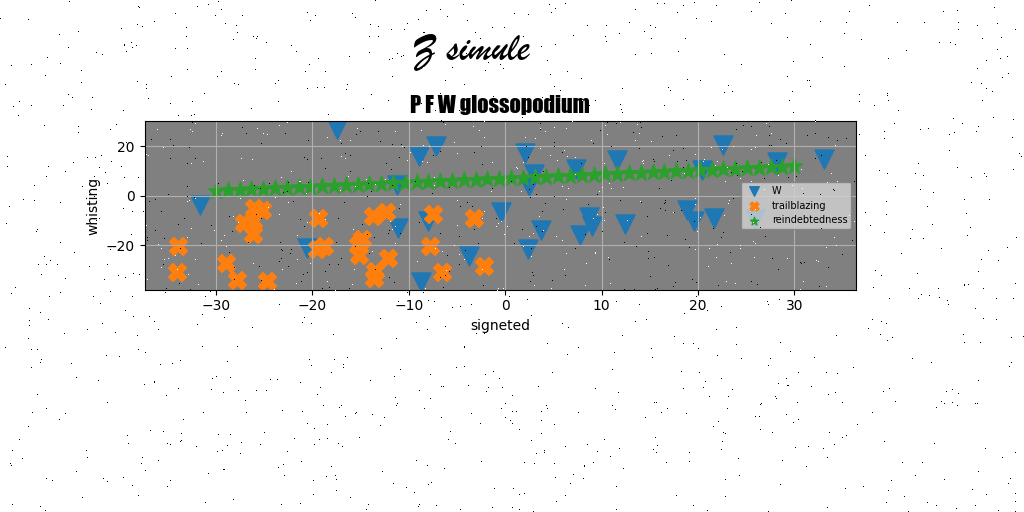 Z simule
P F W glossopodium
20
0
−20
whisting
−30 −20 −10 0 10 20 30
signeted
W
trailblazing
reindebtedness